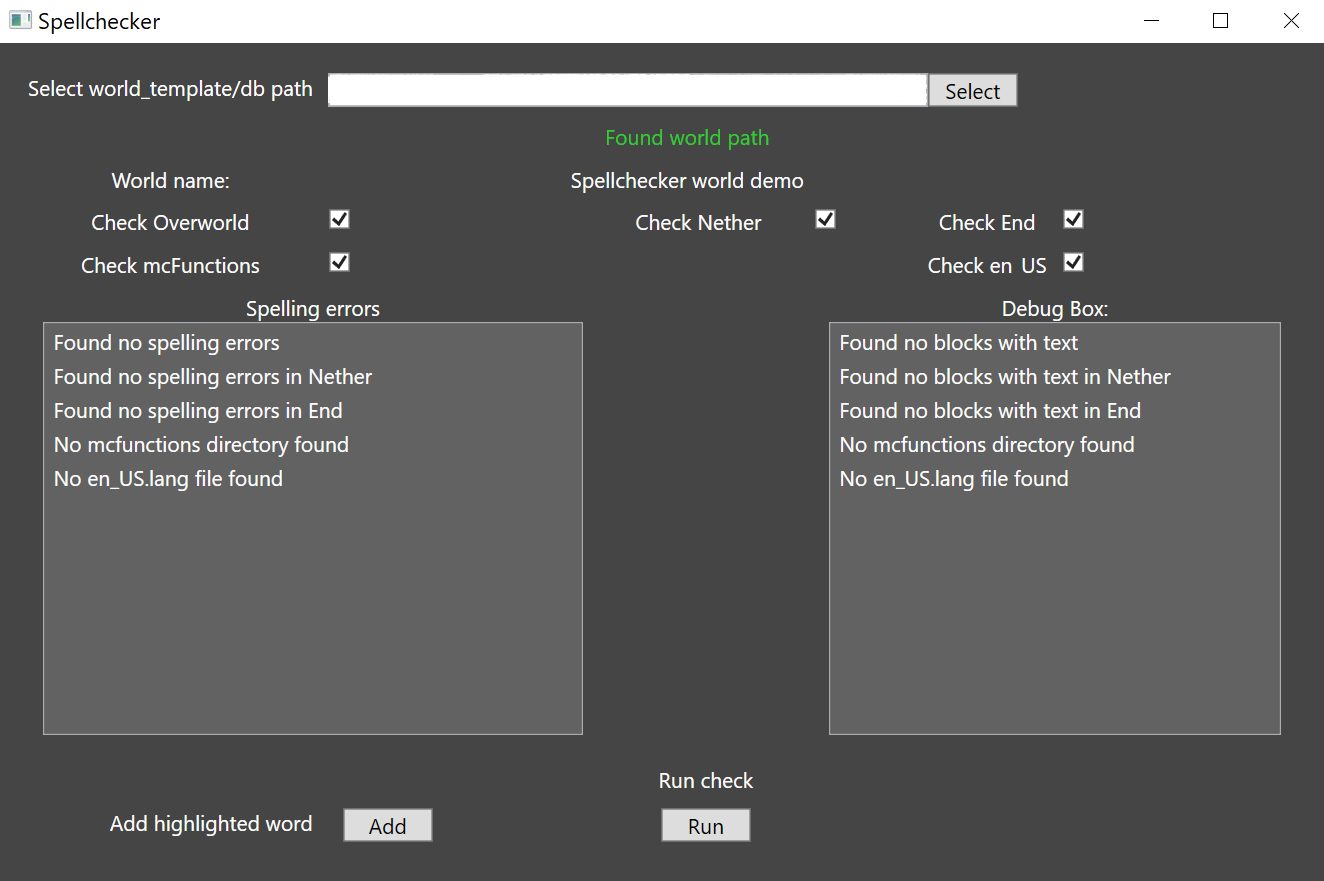 Spellchecker
Select world_template/db path Select
Found world path
World name: Spellchecker world demo
Check Overworld Check Nether Check End
Check mcFunctions Check en US
Spelling errors Debug Box:
Found no spelling errors
Found no spelling errors in Nether
Found no spelling errors in End
No mcfunctions directory found
No en_US.lang file found
Found no blocks with text
Found no blocks with text in Nether
Found no blocks with text in End
No mcfunctions directory found
No en_US.lang file found
Run check
Add highlighted word Add Run